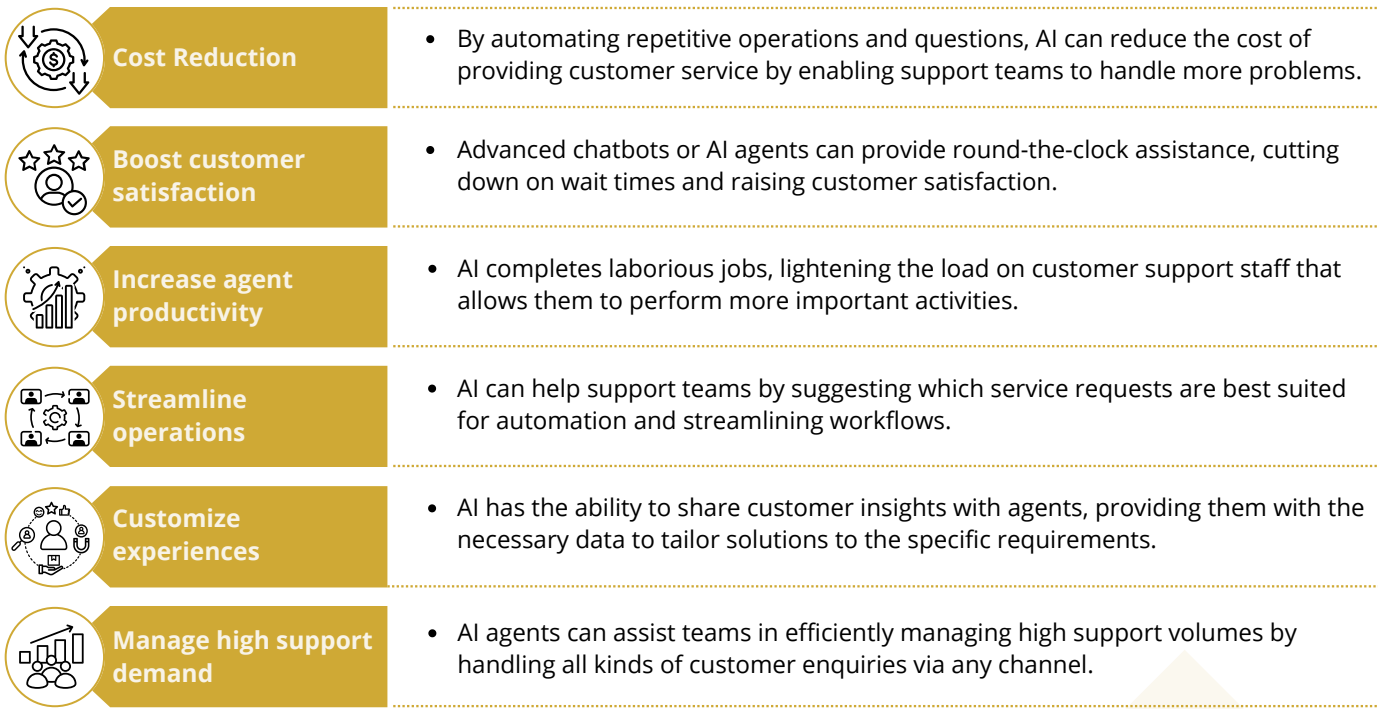 Cost Reduction
• By automating repetitive operations and questions, AI can reduce the cost of
providing customer service by enabling support teams to handle more problems.
Boost customer
satisfaction
• Advanced chatbots or AI agents can provide round-the-clock assistance, cutting
down on wait times and raising customer satisfaction.
Increase agent
productivity
• AI completes laborious jobs, lightening the load on customer support staff that
allows them to perform more important activities.
Streamline
operations
• AI can help support teams by suggesting which service requests are best suited
for automation and streamlining workflows.
Customize
experiences
• AI has the ability to share customer insights with agents, providing them with the
necessary data to tailor solutions to the specific requirements.
Manage high support
demand
• AI agents can assist teams in efficiently managing high support volumes by
handling all kinds of customer enquiries via any channel.